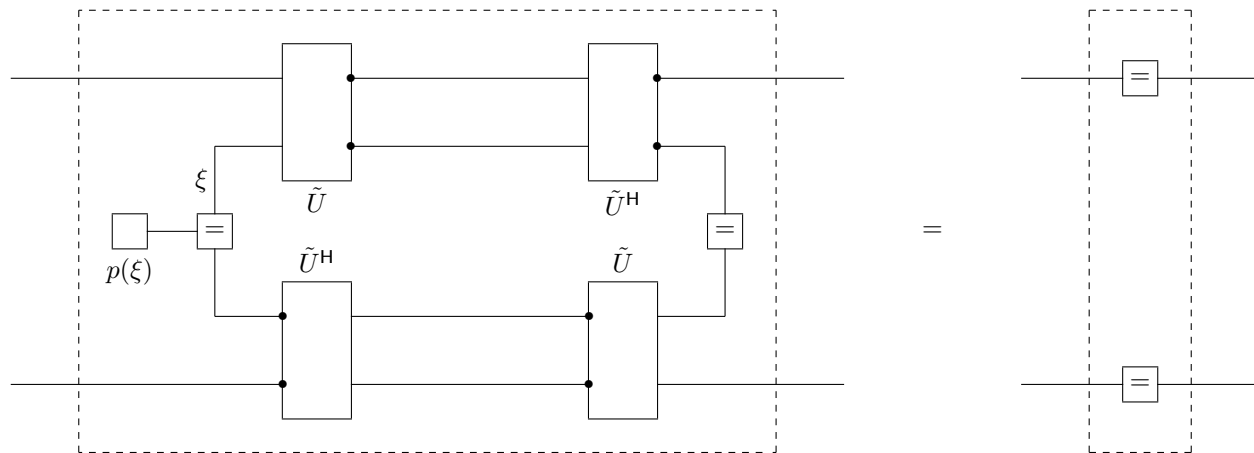 =
ξ
Ũ
Ũᴴ
=
=
=
p(ξ)
Ũᴴ
Ũ
=